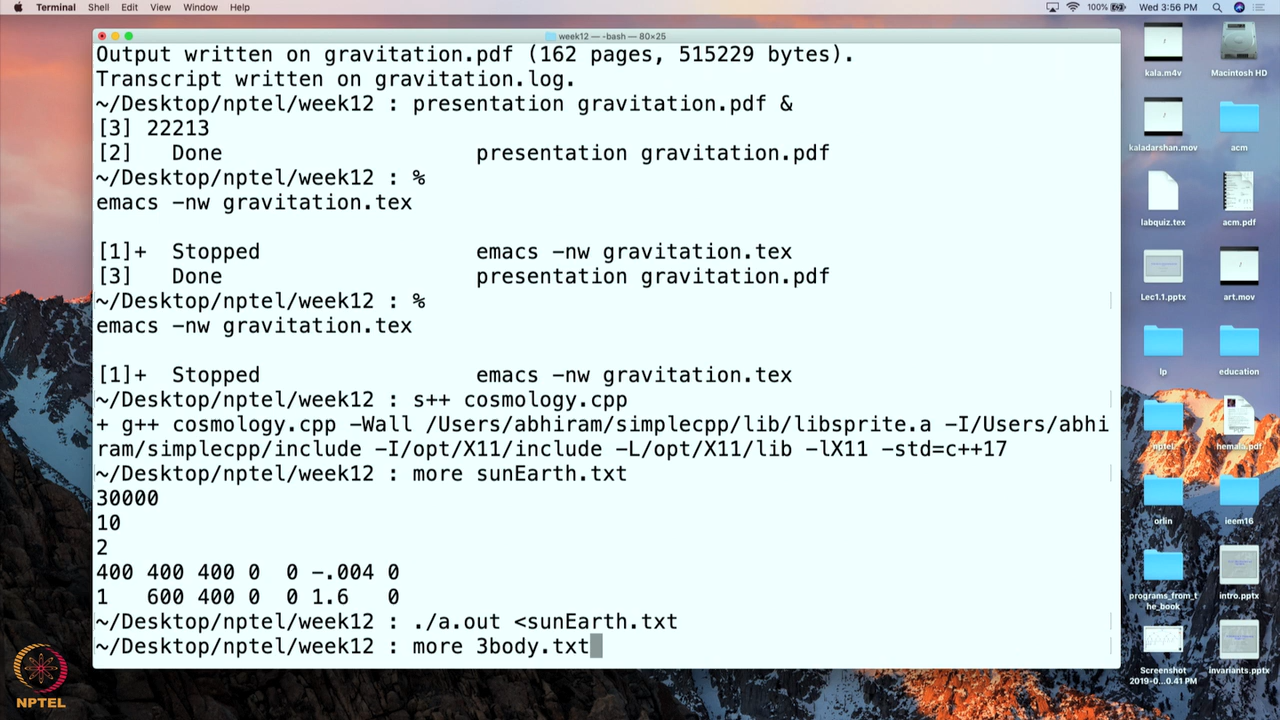 Terminal Shell Edit View Window Help 100% Wed 3:56 PM
week12 — -bash — 80×25
Output written on gravitation.pdf (162 pages, 515229 bytes).
Transcript written on gravitation.log.
~/Desktop/nptel/week12 : presentation gravitation.pdf &
[3] 22213
[2]   Done                    presentation gravitation.pdf
~/Desktop/nptel/week12 : %
emacs -nw gravitation.tex
[1]+  Stopped                 emacs -nw gravitation.tex
[3]   Done                    presentation gravitation.pdf
~/Desktop/nptel/week12 : %
emacs -nw gravitation.tex
[1]+  Stopped                 emacs -nw gravitation.tex
~/Desktop/nptel/week12 : s++ cosmology.cpp
+ g++ cosmology.cpp -Wall /Users/abhiram/simplecpp/lib/libsprite.a -I/Users/abhi
ram/simplecpp/include -I/opt/X11/include -L/opt/X11/lib -lX11 -std=c++17
~/Desktop/nptel/week12 : more sunEarth.txt
30000
10
2
400 400 400 0  0 -.004 0
1   600 400 0  0 1.6   0
~/Desktop/nptel/week12 : ./a.out <sunEarth.txt
~/Desktop/nptel/week12 : more 3body.txt
kala.m4v
Macintosh HD
kaladarshan.mov
acm
labquiz.tex
acm.pdf
Lec1.1.pptx
art.mov
lp
education
nptel
hemala.pdf
orlin
ieem16
programs_from_t
he_book
intro.pptx
Screenshot
2019-0...0.41 PM
invariants.pptx
NPTEL